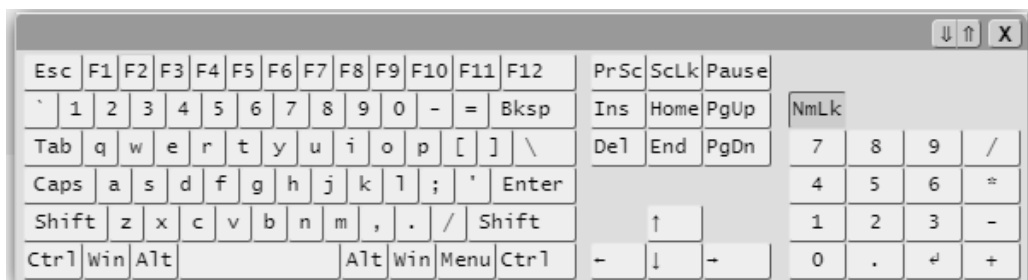 ⇓ ⇑ X
Esc F1 F2 F3 F4 F5 F6 F7 F8 F9 F10 F11 F12 PrSc ScLk Pause
` 1 2 3 4 5 6 7 8 9 0 - = Bksp Ins Home PgUp NmLk
Tab q w e r t y u i o p [ ] \ Del End PgDn 7 8 9 /
Caps a s d f g h j k l ; ' Enter 4 5 6 *
Shift z x c v b n m , . / Shift ↑ 1 2 3 -
Ctrl Win Alt Alt Win Menu Ctrl ← ↓ → 0 . ↵ +